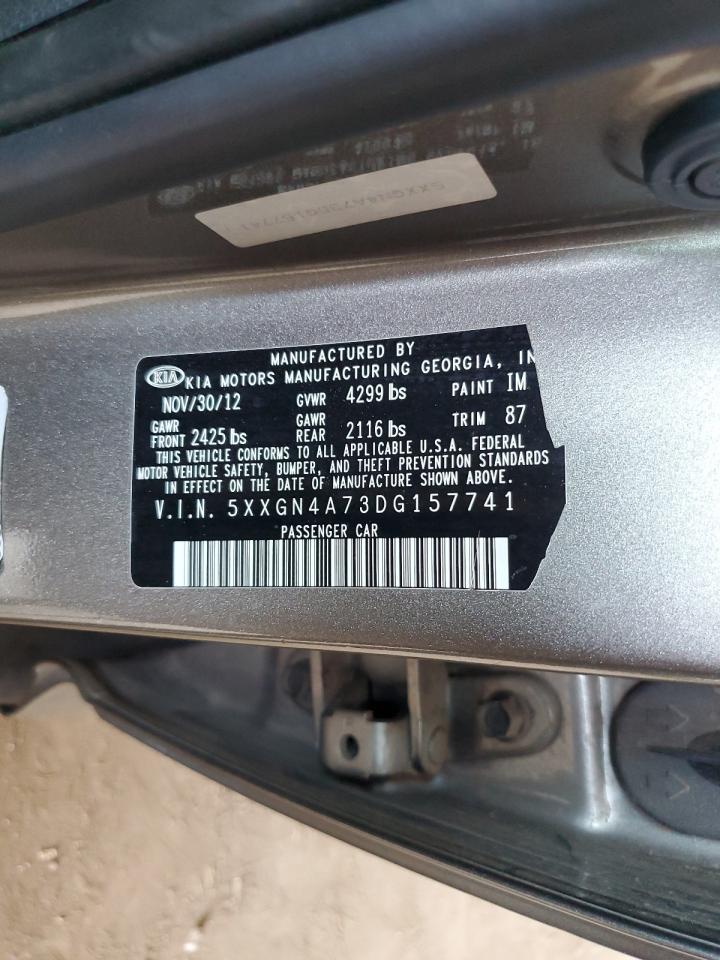 MANUFACTURED BY
KIA KIA MOTORS MANUFACTURING GEORGIA, IN
NOV/30/12 GVWR 4299 lbs PAINT IM
GAWR FRONT 2425 lbs GAWR REAR 2116 lbs TRIM 87
THIS VEHICLE CONFORMS TO ALL APPLICABLE U.S.A. FEDERAL
MOTOR VEHICLE SAFETY, BUMPER, AND THEFT PREVENTION STANDARDS
IN EFFECT ON THE DATE OF MANUFACTURE SHOWN ABOVE.
V.I.N. 5XXGN4A73DG157741
PASSENGER CAR